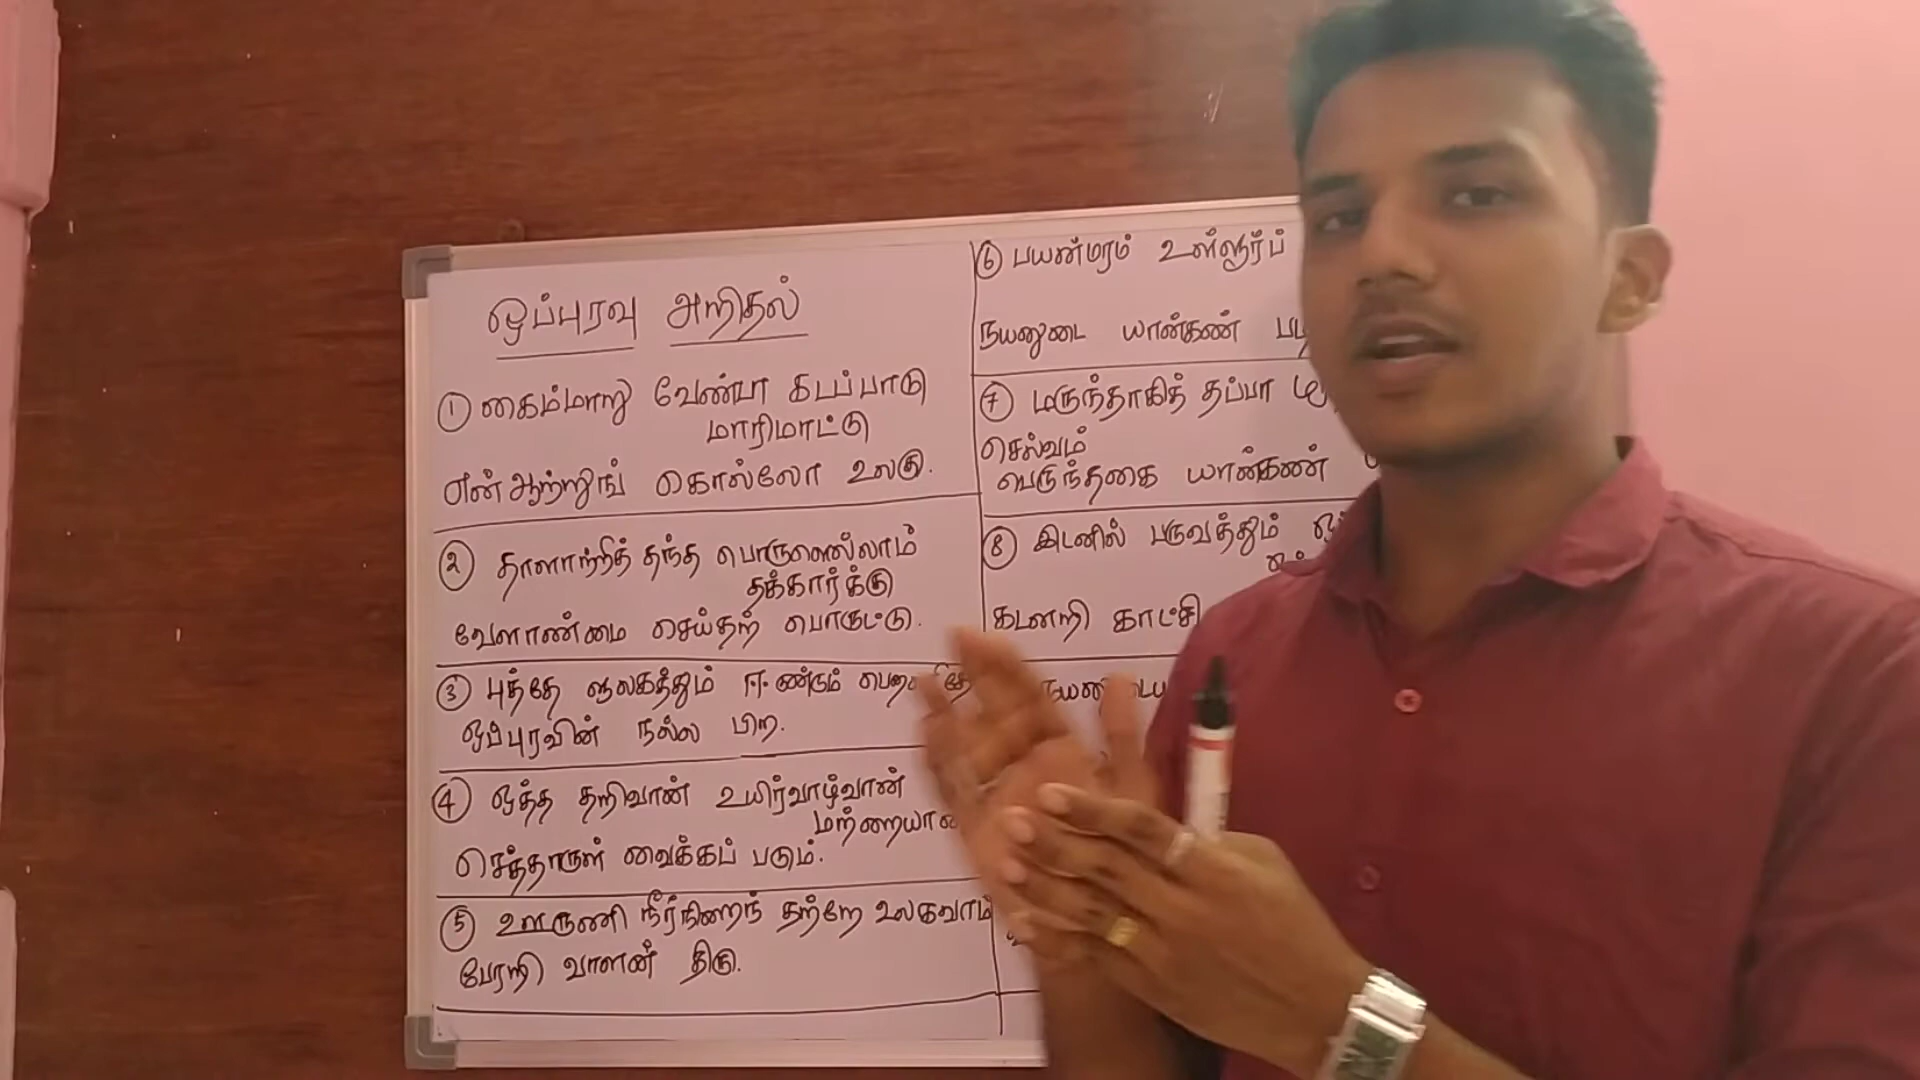 ஒப்புரவு அறிதல்
① கைம்மாறு வேண்டா கடப்பாடு
மாரிமாட்டு
என் ஆற்றுங் கொல்லோ உலகு.
② தாளாற்றித் தந்த பொருளெல்லாம்
தக்கார்க்கு
வேளாண்மை செய்தற் பொருட்டு.
③ புத்தே ளுலகத்தும் ஈண்டும்
ஒப்புரவின் நல்ல பிற.
④ ஒத்த தறிவான் உயிர்வாழ்வான்
மற்றையான்
செத்தாருள் வைக்கப் படும்.
⑤ ஊருணி நீர்நிறைந் தற்றே உலகவாம்
பேரறி வாளன் திரு.
⑥ பயன்மரம் உள்ளூர்ப்
நயனுடை யான்கண்
⑦ மருந்தாகித் தப்பா
செல்வம்
பெருந்தகை யான்கண்
⑧ இடனில் பருவத்தும்
கடனறி காட்சி